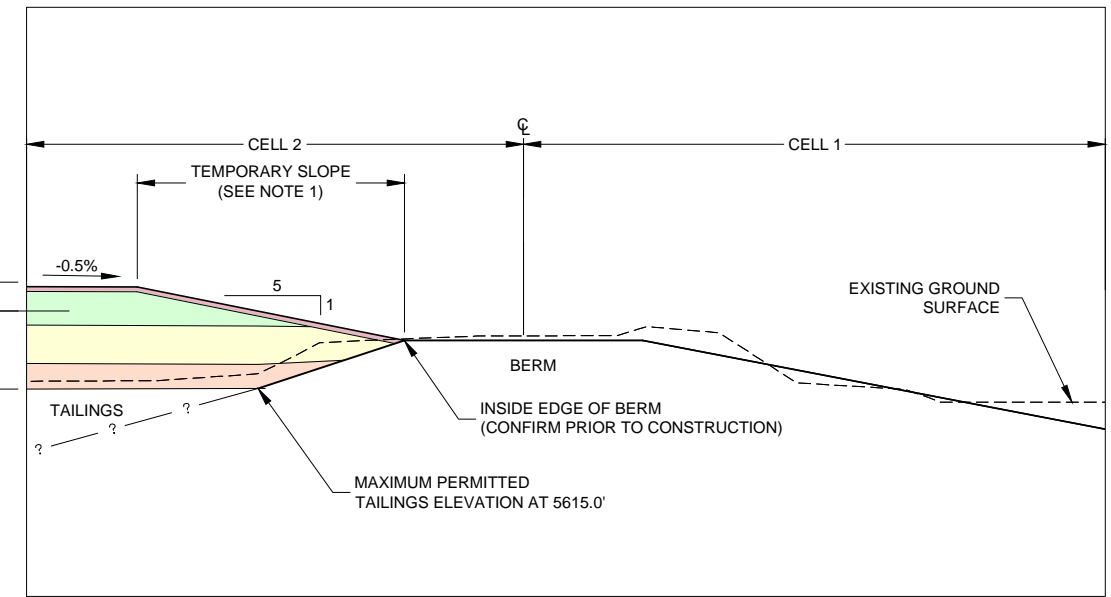 ℄
CELL 2
CELL 1
TEMPORARY SLOPE
(SEE NOTE 1)
-0.5%
5
1
EXISTING GROUND
SURFACE
BERM
TAILINGS
?
?
?
INSIDE EDGE OF BERM
(CONFIRM PRIOR TO CONSTRUCTION)
MAXIMUM PERMITTED
TAILINGS ELEVATION AT 5615.0'